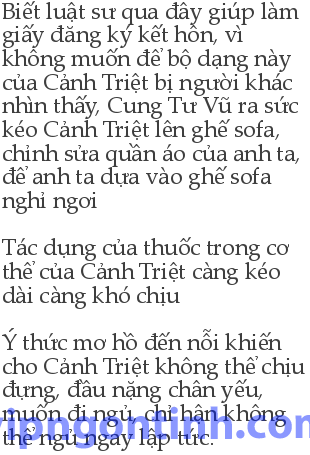 Biết luật sư qua đây giúp làm
giấy đăng ký kết hôn, vì
không muốn để bộ dạng này
của Cảnh Triệt bị người khác
nhìn thấy, Cung Tư Vũ ra sức
kéo Cảnh Triệt lên ghế sofa,
chỉnh sửa quần áo của anh ta,
để anh ta dựa vào ghế sofa
nghỉ ngơi
Tác dụng của thuốc trong cơ
thể của Cảnh Triệt càng kéo
dài càng khó chịu
Ý thức mơ hồ đến nỗi khiến
cho Cảnh Triệt không thể chịu
đựng, đầu nặng chân yếu,
muốn đi ngủ, chỉ hận không
thể ngủ ngay lập tức.
vipngontinh.com